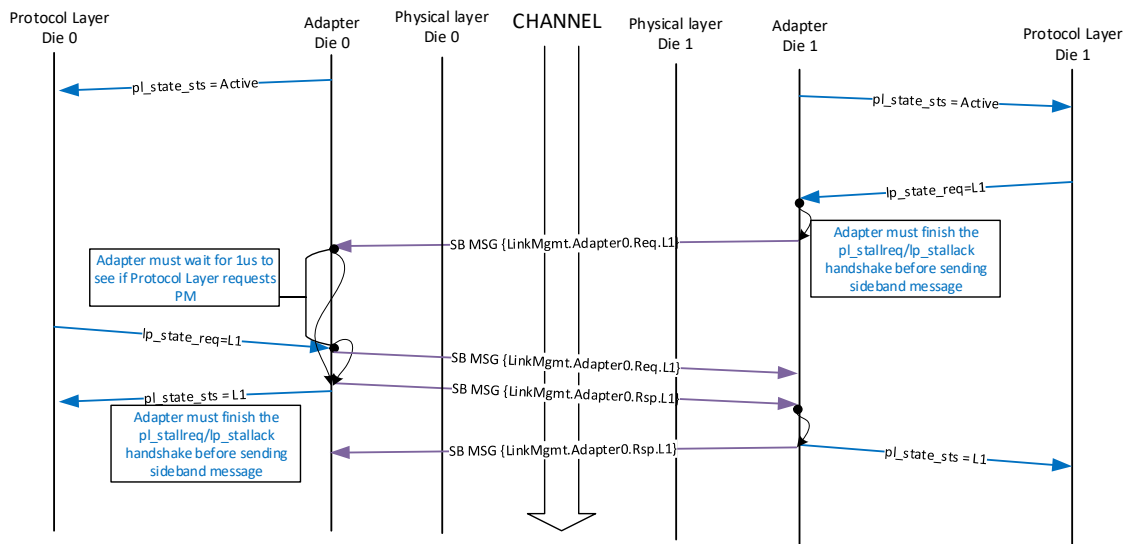 Protocol Layer
Die 0
Adapter
Die 0
Physical layer
Die 0
CHANNEL
Physical layer
Die 1
Adapter
Die 1
Protocol Layer
Die 1
pl_state_sts = Active
pl_state_sts = Active
lp_state_req=L1
SB MSG {LinkMgmt.Adapter0.Req.L1}
Adapter must finish the
pl_stallreq/lp_stallack
handshake before sending
sideband message
Adapter must wait for 1us to
see if Protocol Layer requests
PM
lp_state_req=L1
SB MSG {LinkMgmt.Adapter0.Req.L1}
pl_state_sts = L1
SB MSG {LinkMgmt.Adapter0.Rsp.L1}
Adapter must finish the
pl_stallreq/lp_stallack
handshake before sending
sideband message
SB MSG {LinkMgmt.Adapter0.Rsp.L1}
pl_state_sts = L1